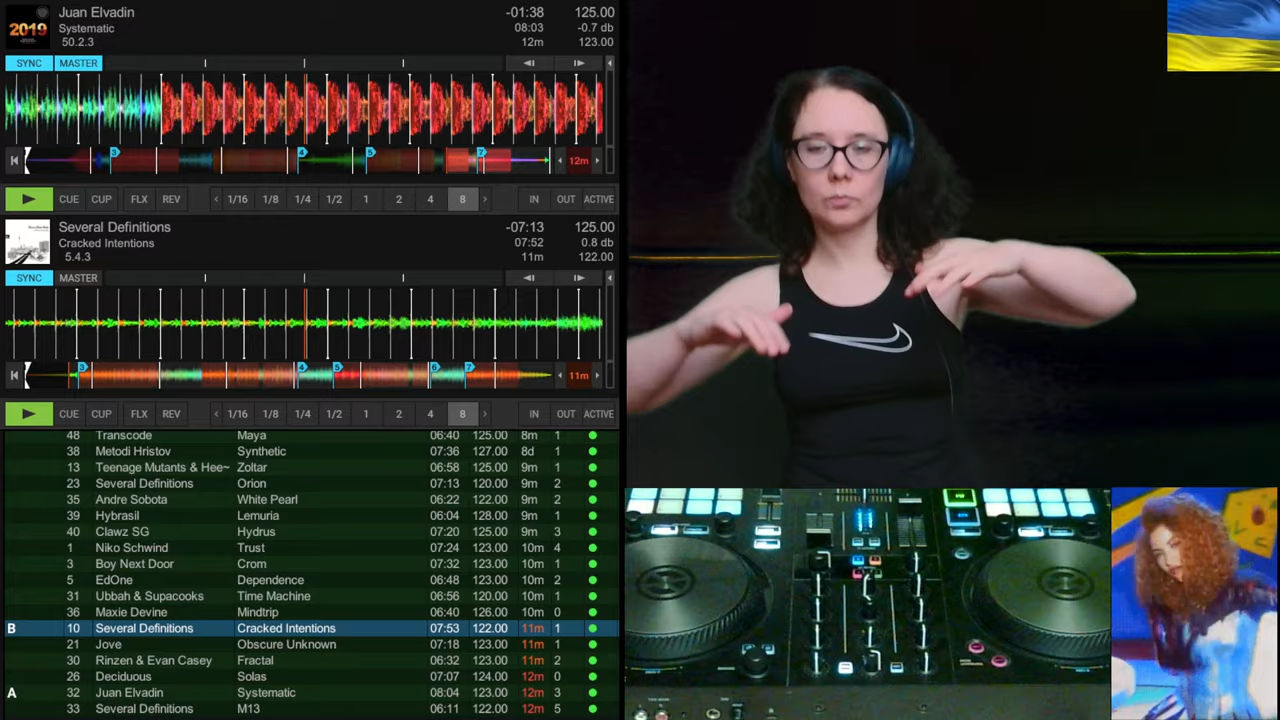 2019
Juan Elvadin -01:38 125.00
Systematic 08:03 -0.7 db
50.2.3 12m 123.00
SYNC MASTER
3 4 5 7 12m
CUE CUP FLX REV 1/16 1/8 1/4 1/2 1 2 4 8 IN OUT ACTIVE
Several Definitions -07:13 125.00
Cracked Intentions 07:52 0.8 db
5.4.3 11m 122.00
SYNC MASTER
3 4 5 6 7 11m
CUE CUP FLX REV 1/16 1/8 1/4 1/2 1 2 4 8 IN OUT ACTIVE
48 Transcode Maya 06:40 125.00 8m 1
38 Metodi Hristov Synthetic 07:36 127.00 8d 1
13 Teenage Mutants & Hee~ Zoltar 06:58 125.00 9m 1
23 Several Definitions Orion 07:13 120.00 9m 2
35 Andre Sobota White Pearl 06:22 122.00 9m 2
39 Hybrasil Lemuria 06:04 128.00 9m 1
40 Clawz SG Hydrus 07:20 125.00 9m 3
1 Niko Schwind Trust 07:24 123.00 10m 4
3 Boy Next Door Crom 07:32 123.00 10m 1
5 EdOne Dependence 06:48 123.00 10m 2
31 Ubbah & Supacooks Time Machine 06:56 120.00 10m 1
36 Maxie Devine Mindtrip 06:40 126.00 10m 0
B 10 Several Definitions Cracked Intentions 07:53 122.00 11m 1
21 Jove Obscure Unknown 07:18 123.00 11m 1
30 Rinzen & Evan Casey Fractal 06:32 123.00 11m 2
26 Deciduous Solas 07:07 124.00 12m 0
A 32 Juan Elvadin Systematic 08:04 123.00 12m 3
33 Several Definitions M13 06:11 122.00 12m 5